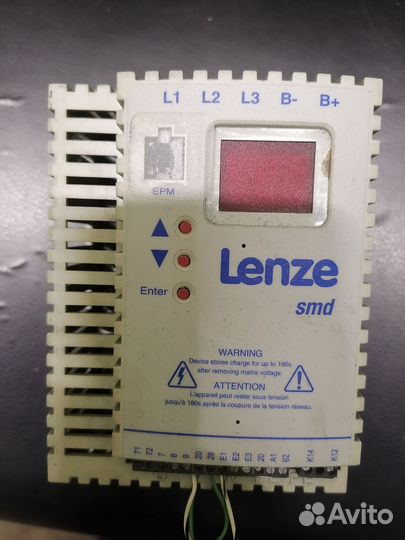 L1 L2 L3 B- B+
EPM
Enter
Lenze
smd
WARNING
Device stores charge for up to 180s
after removing mains voltage.
ATTENTION
L'appareil peut rester sous tension
jusqu'à 180s après la coupure de la tension réseau.
71 72 7 8 9 20 28 E1 E2 E3 20 A1 62 K14 K12
Avito